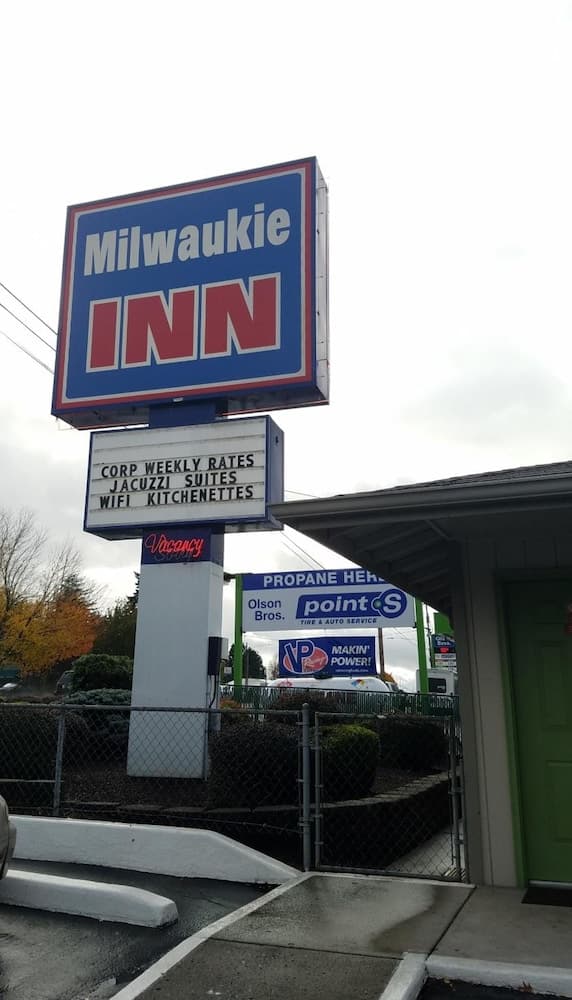 Milwaukie
INN
CORP WEEKLY RATES
JACUZZI SUITES
WIFI KITCHENETTES
Vacancy
PROPANE HERE
Olson
Bros.
point S
TIRE & AUTO SERVICE
VP
MAKIN'
POWER!